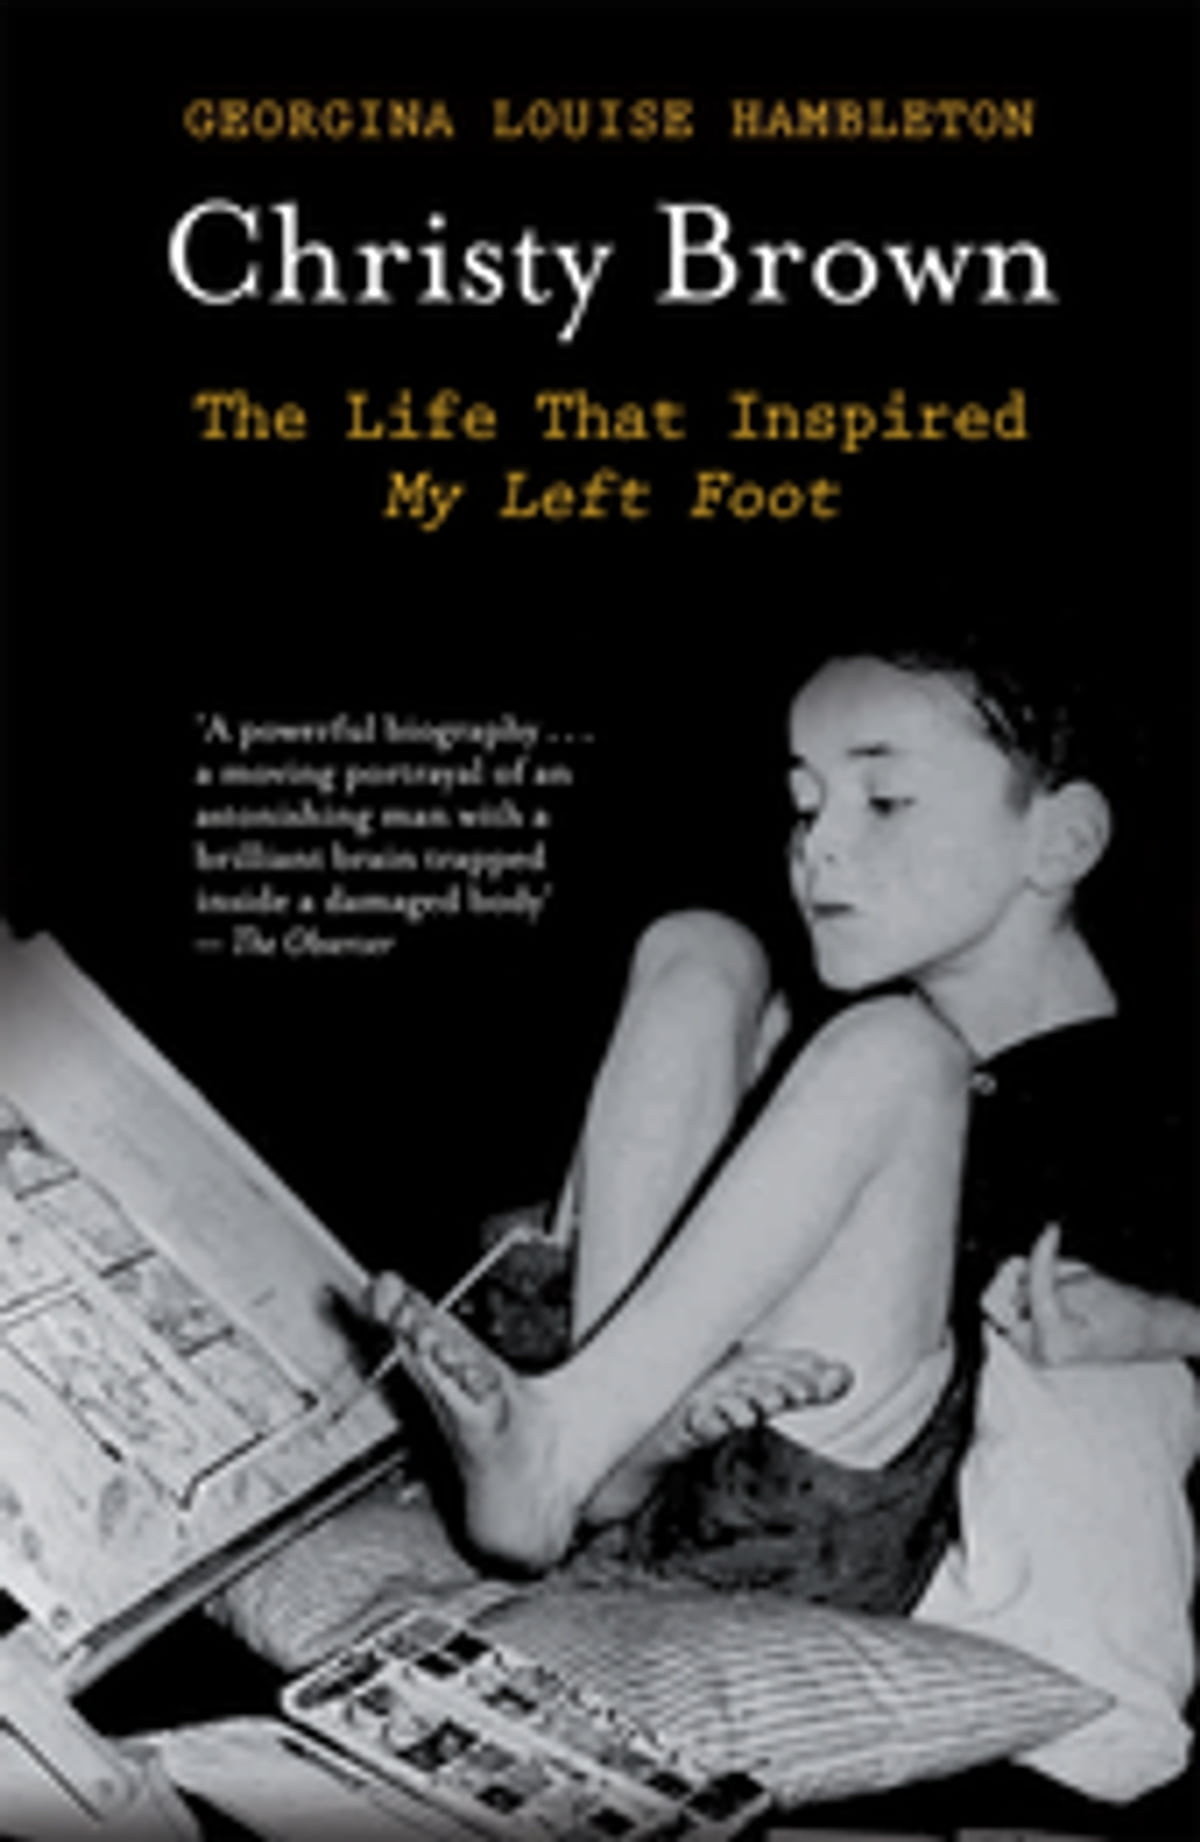 GEORGINA LOUISE HAMBLETON
Christy Brown
The Life That Inspired
My Left Foot
'A powerful biography . . .
a moving portrayal of an
astonishing man with a
brilliant brain trapped
inside a damaged body'
— The Observer